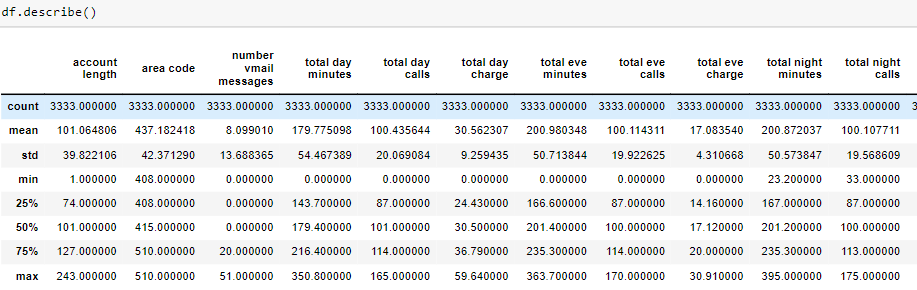 df.describe()
account length area code number vmail messages total day minutes total day calls total day charge total eve minutes total eve calls total eve charge total night minutes total night calls
count 3333.000000 3333.000000 3333.000000 3333.000000 3333.000000 3333.000000 3333.000000 3333.000000 3333.000000 3333.000000 3333.000000 3
mean 101.064806 437.182418 8.099010 179.775098 100.435644 30.562307 200.980348 100.114311 17.083540 200.872037 100.107711
std 39.822106 42.371290 13.688365 54.467389 20.069084 9.259435 50.713844 19.922625 4.310668 50.573847 19.568609
min 1.000000 408.000000 0.000000 0.000000 0.000000 0.000000 0.000000 0.000000 0.000000 23.200000 33.000000
25% 74.000000 408.000000 0.000000 143.700000 87.000000 24.430000 166.600000 87.000000 14.160000 167.000000 87.000000
50% 101.000000 415.000000 0.000000 179.400000 101.000000 30.500000 201.400000 100.000000 17.120000 201.200000 100.000000
75% 127.000000 510.000000 20.000000 216.400000 114.000000 36.790000 235.300000 114.000000 20.000000 235.300000 113.000000
max 243.000000 510.000000 51.000000 350.800000 165.000000 59.640000 363.700000 170.000000 30.910000 395.000000 175.000000